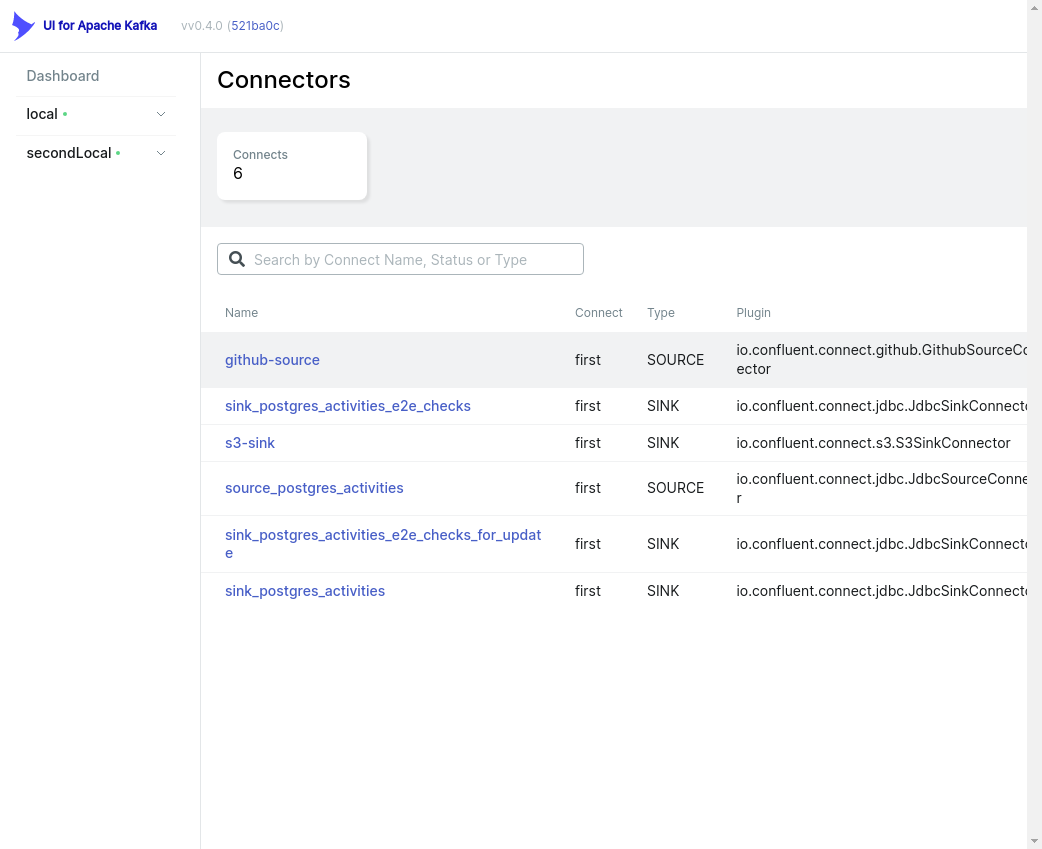 UI for Apache Kafka vv0.4.0 (521ba0c)
Dashboard
local
secondLocal
Connectors
Connects
6
Search by Connect Name, Status or Type
Name Connect Type Plugin
github-source first SOURCE io.confluent.connect.github.GithubSourceCo
ector
sink_postgres_activities_e2e_checks first SINK io.confluent.connect.jdbc.JdbcSinkConnecto
s3-sink first SINK io.confluent.connect.s3.S3SinkConnector
source_postgres_activities first SOURCE io.confluent.connect.jdbc.JdbcSourceConne
r
sink_postgres_activities_e2e_checks_for_updat
e
first SINK io.confluent.connect.jdbc.JdbcSinkConnecto
sink_postgres_activities first SINK io.confluent.connect.jdbc.JdbcSinkConnecto